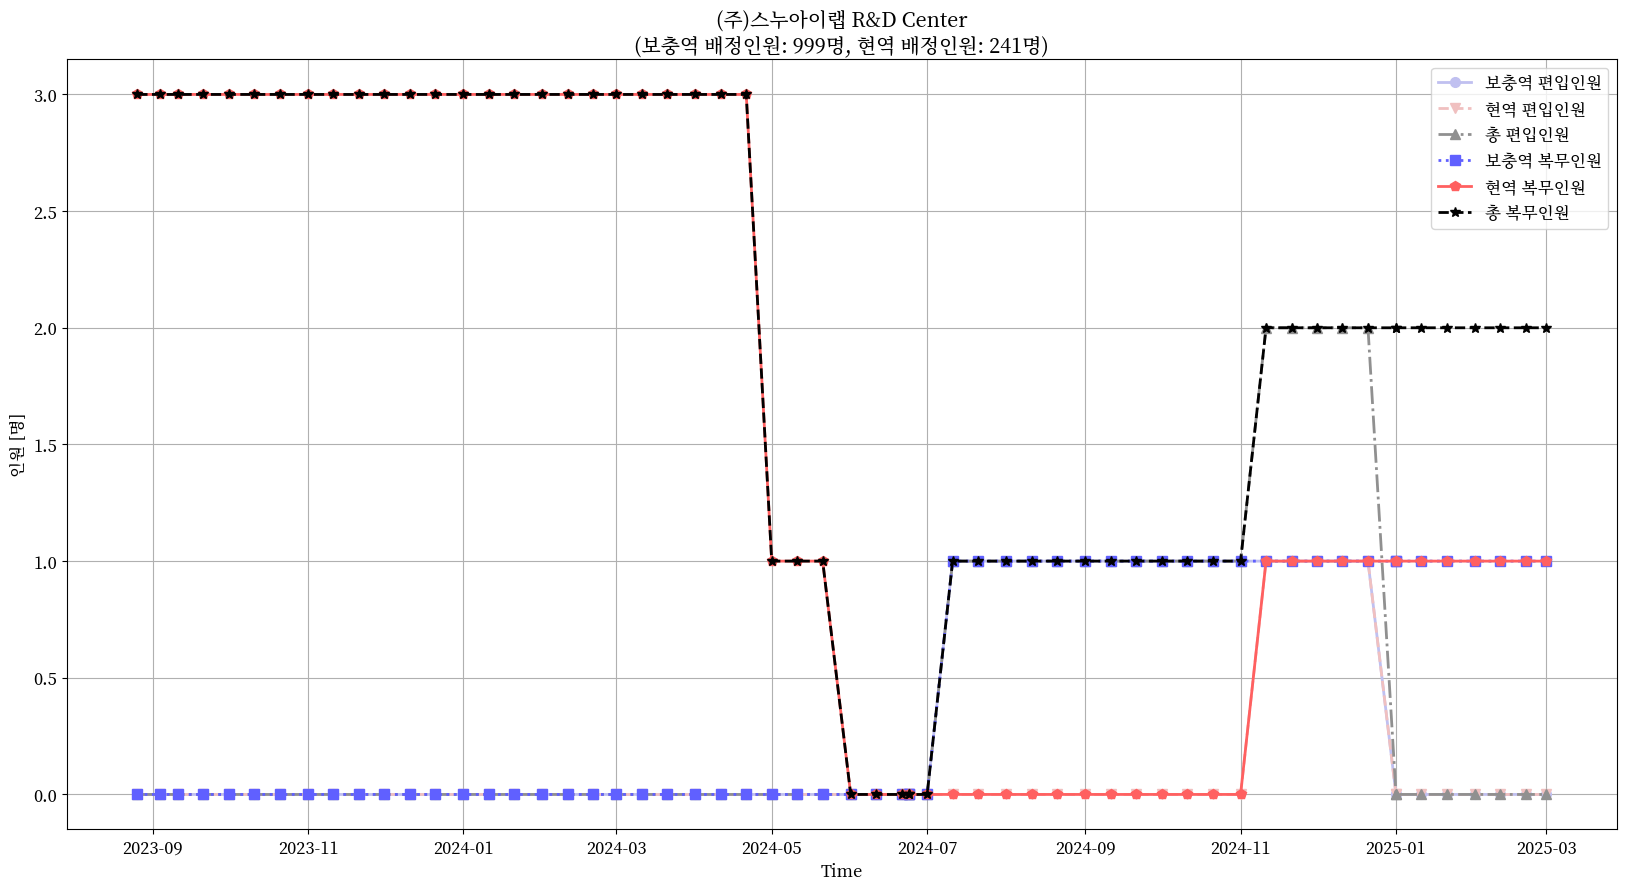 (주)스누아이랩 R&D Center
(보충역 배정인원: 999명, 현역 배정인원: 241명)
보충역 편입인원
현역 편입인원
총 편입인원
보충역 복무인원
현역 복무인원
총 복무인원
인원 [명]
3.0
2.5
2.0
1.5
1.0
0.5
0.0
2023-09 2023-11 2024-01 2024-03 2024-05 2024-07 2024-09 2024-11 2025-01 2025-03
Time